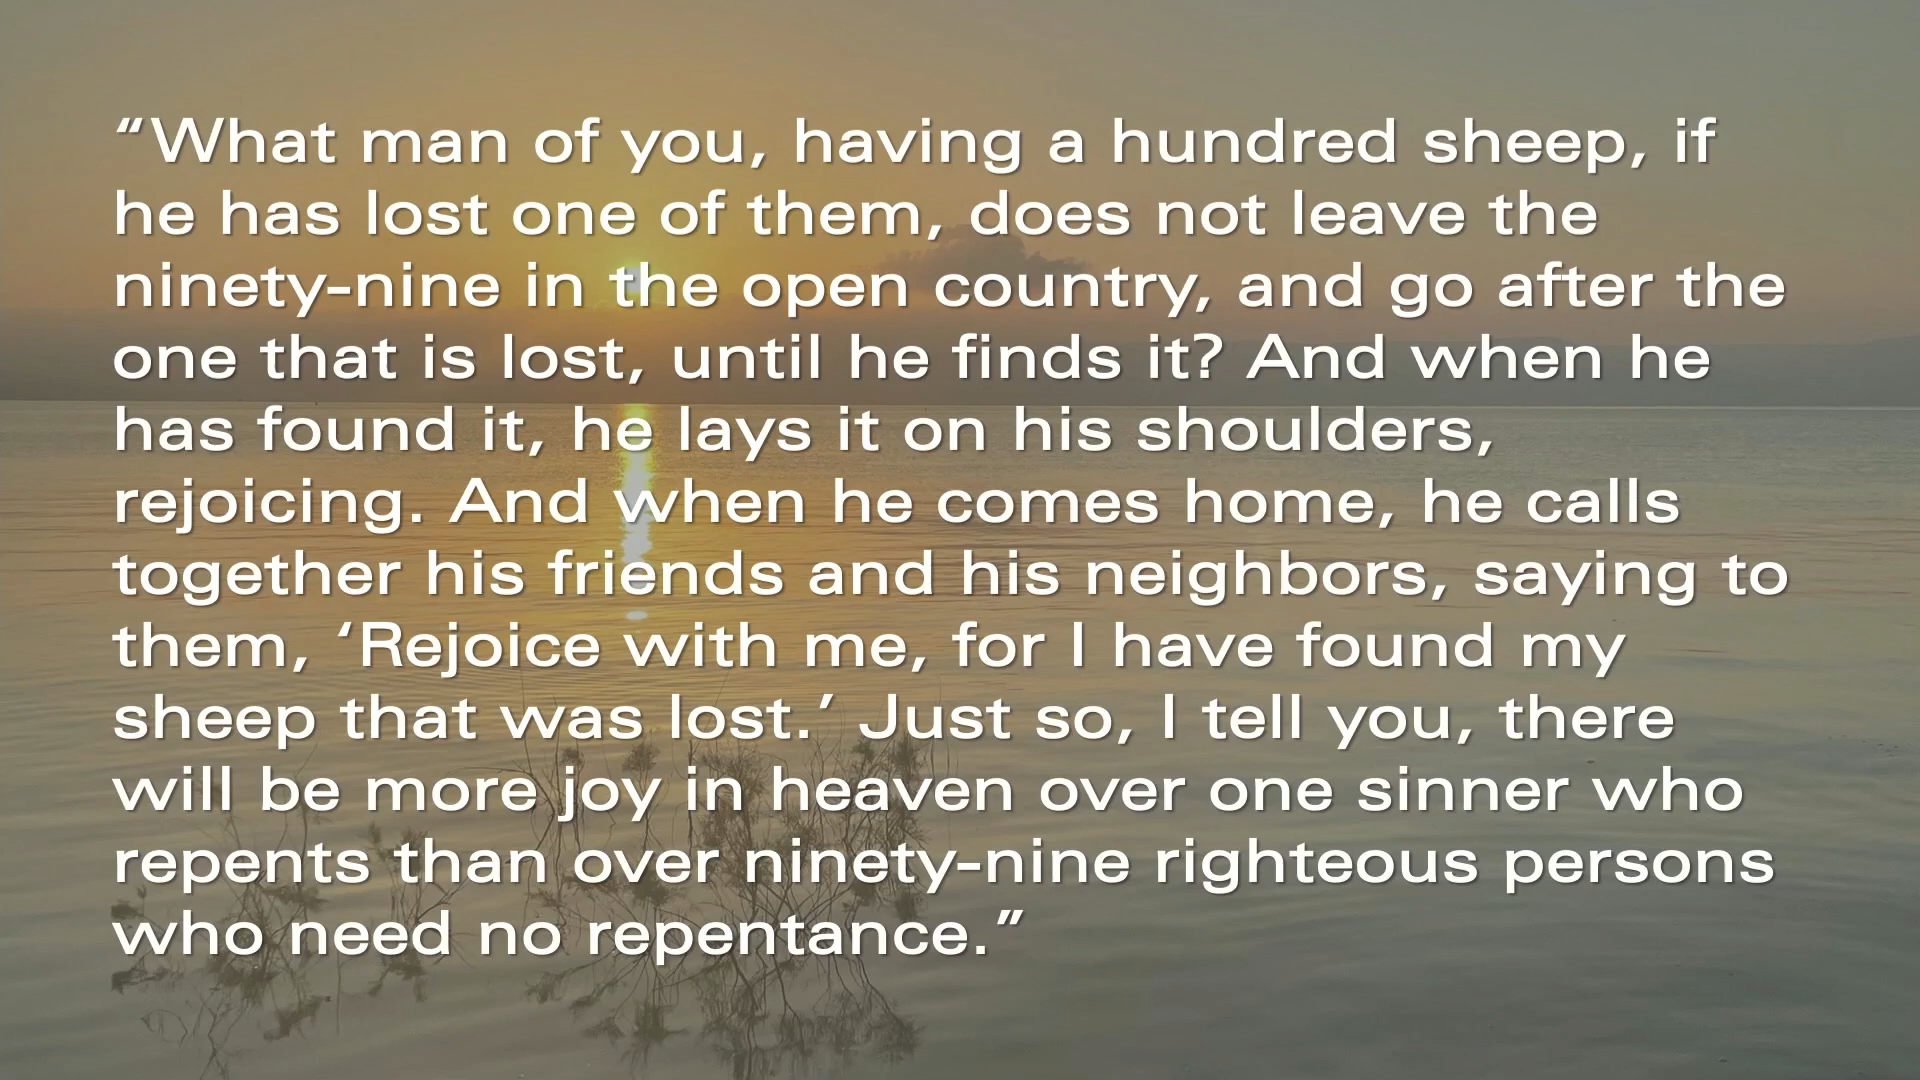 “What man of you, having a hundred sheep, if
he has lost one of them, does not leave the
ninety-nine in the open country, and go after the
one that is lost, until he finds it? And when he
has found it, he lays it on his shoulders,
rejoicing. And when he comes home, he calls
together his friends and his neighbors, saying to
them, ‘Rejoice with me, for I have found my
sheep that was lost.’ Just so, I tell you, there
will be more joy in heaven over one sinner who
repents than over ninety-nine righteous persons
who need no repentance.”